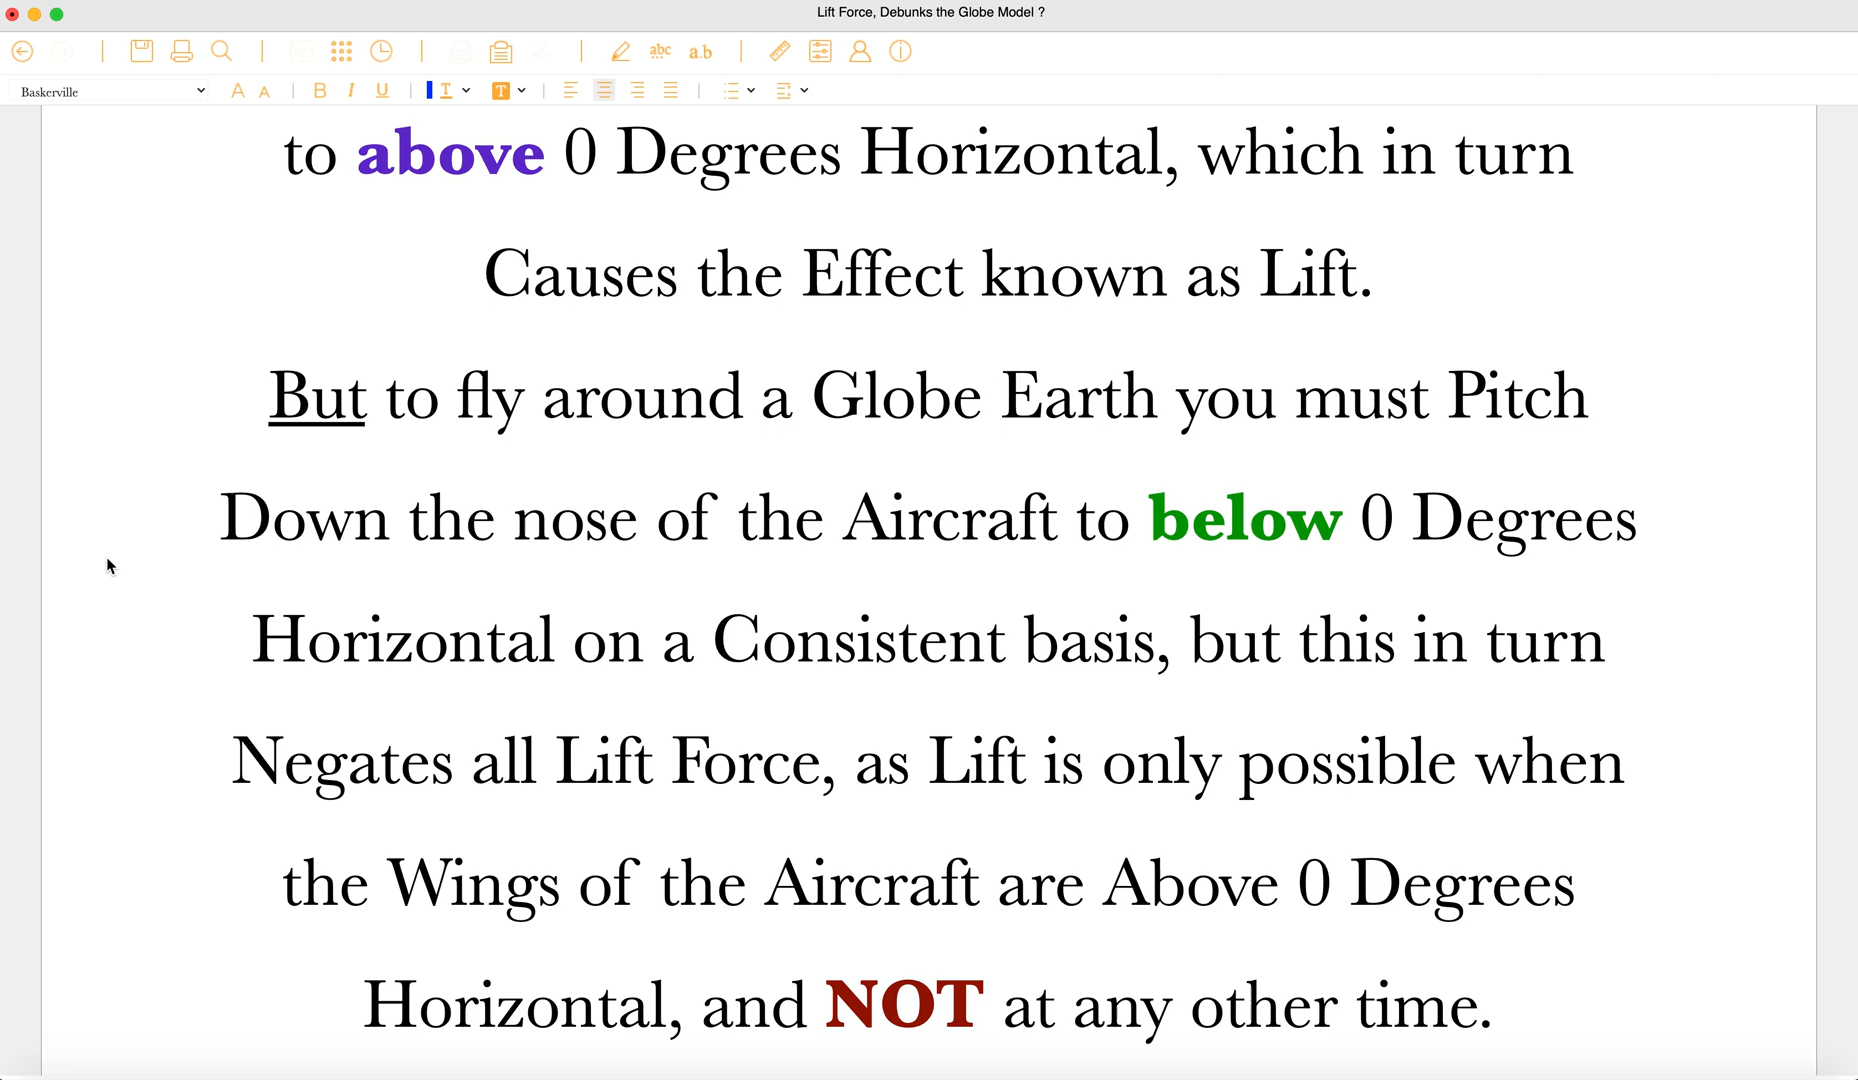 Lift Force, Debunks the Globe Model ?
abc a.b
Baskerville A A B I U T T
to above 0 Degrees Horizontal, which in turn
Causes the Effect known as Lift.
But to fly around a Globe Earth you must Pitch
Down the nose of the Aircraft to below 0 Degrees
Horizontal on a Consistent basis, but this in turn
Negates all Lift Force, as Lift is only possible when
the Wings of the Aircraft are Above 0 Degrees
Horizontal, and NOT at any other time.